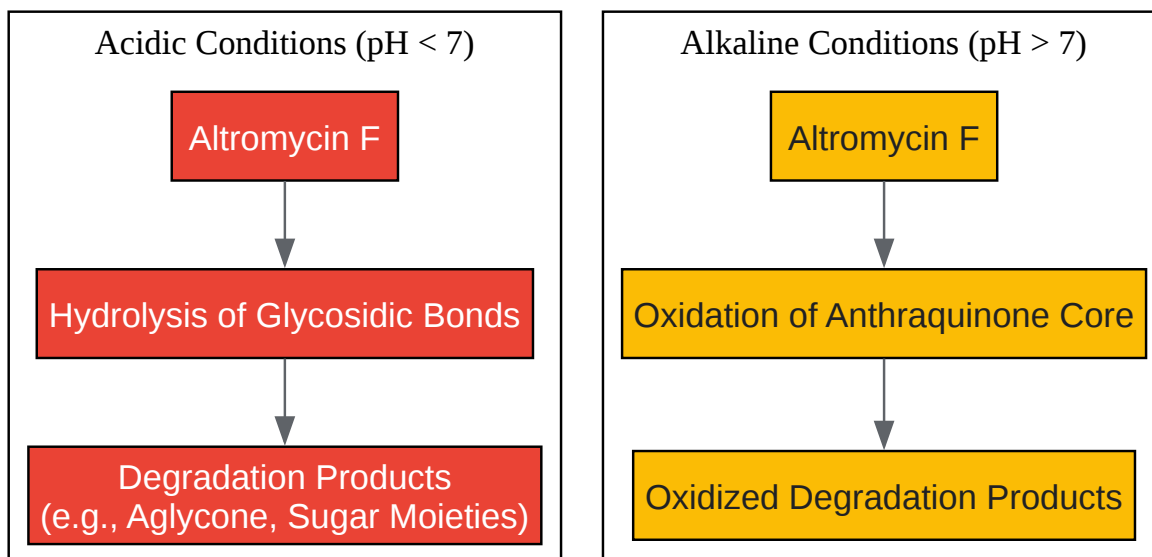 Acidic Conditions (pH < 7)
Altromycin F
Hydrolysis of Glycosidic Bonds
Degradation Products
(e.g., Aglycone, Sugar Moieties)
Alkaline Conditions (pH > 7)
Altromycin F
Oxidation of Anthraquinone Core
Oxidized Degradation Products